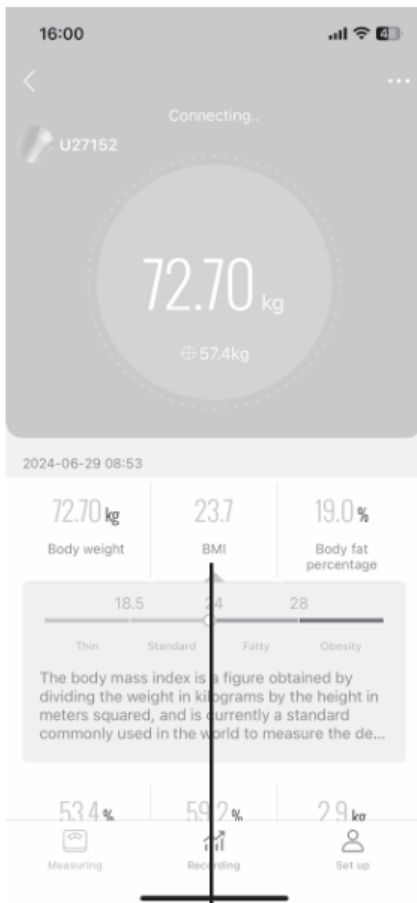 16:00
48
Connecting..
U27152
72.70 kg
57.4kg
2024-06-29 08:53
72.70 kg 23.7 19.0 %
Body weight BMI Body fat percentage
18.5 24 28
Thin Standard Fatty Obesity
The body mass index is a figure obtained by
dividing the weight in kilograms by the height in
meters squared, and is currently a standard
commonly used in the world to measure the de...
53.4 % 59.2 % 2.9 kg
Measuring Recording Set up